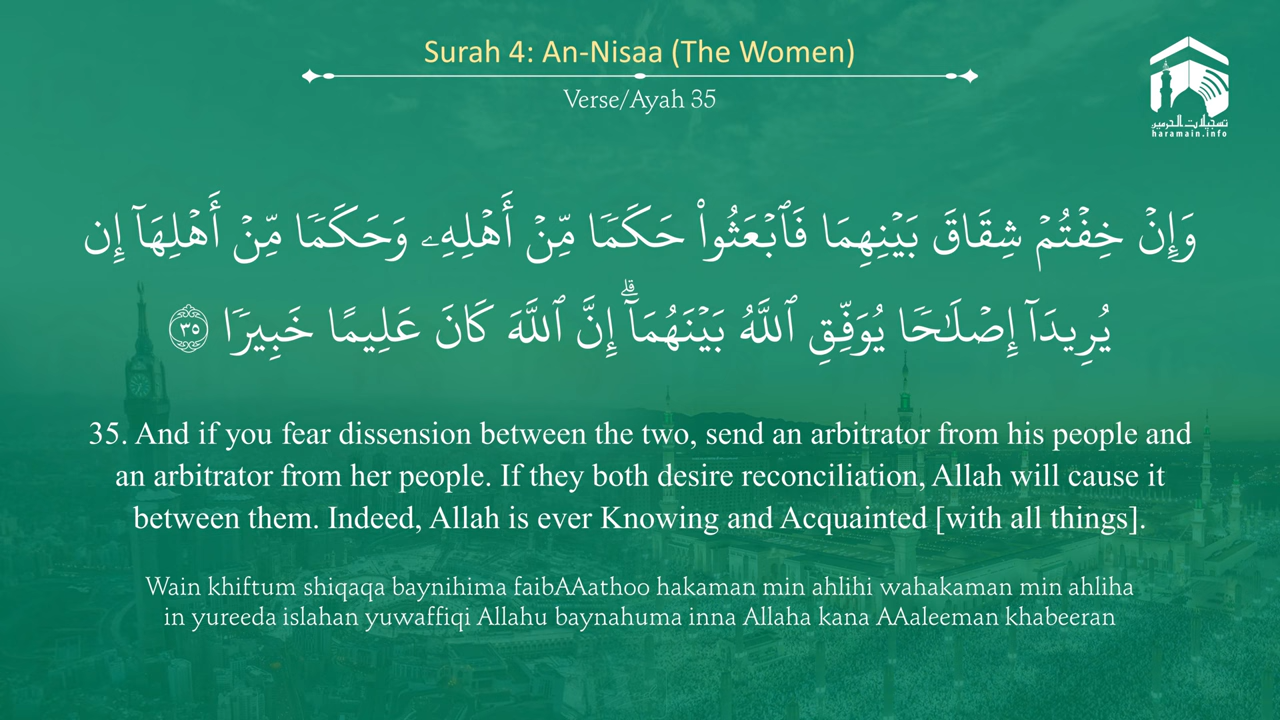 Surah 4: An-Nisaa (The Women)
Verse/Ayah 35
تسجيلات الحرمين
haramain.info
وَإِنْ خِفْتُمْ شِقَاقَ بَيْنِهِمَا فَٱبْعَثُوا۟ حَكَمًا مِّنْ أَهْلِهِۦ وَحَكَمًا مِّنْ أَهْلِهَآ إِن
يُرِيدَآ إِصْلَـٰحًا يُوَفِّقِ ٱللَّهُ بَيْنَهُمَآ ۗ إِنَّ ٱللَّهَ كَانَ عَلِيمًا خَبِيرًا ٣٥
35. And if you fear dissension between the two, send an arbitrator from his people and
an arbitrator from her people. If they both desire reconciliation, Allah will cause it
between them. Indeed, Allah is ever Knowing and Acquainted [with all things].
Wain khiftum shiqaqa baynihima faibAAathoo hakaman min ahlihi wahakaman min ahliha
in yureeda islahan yuwaffiqi Allahu baynahuma inna Allaha kana AAaleeman khabeeran